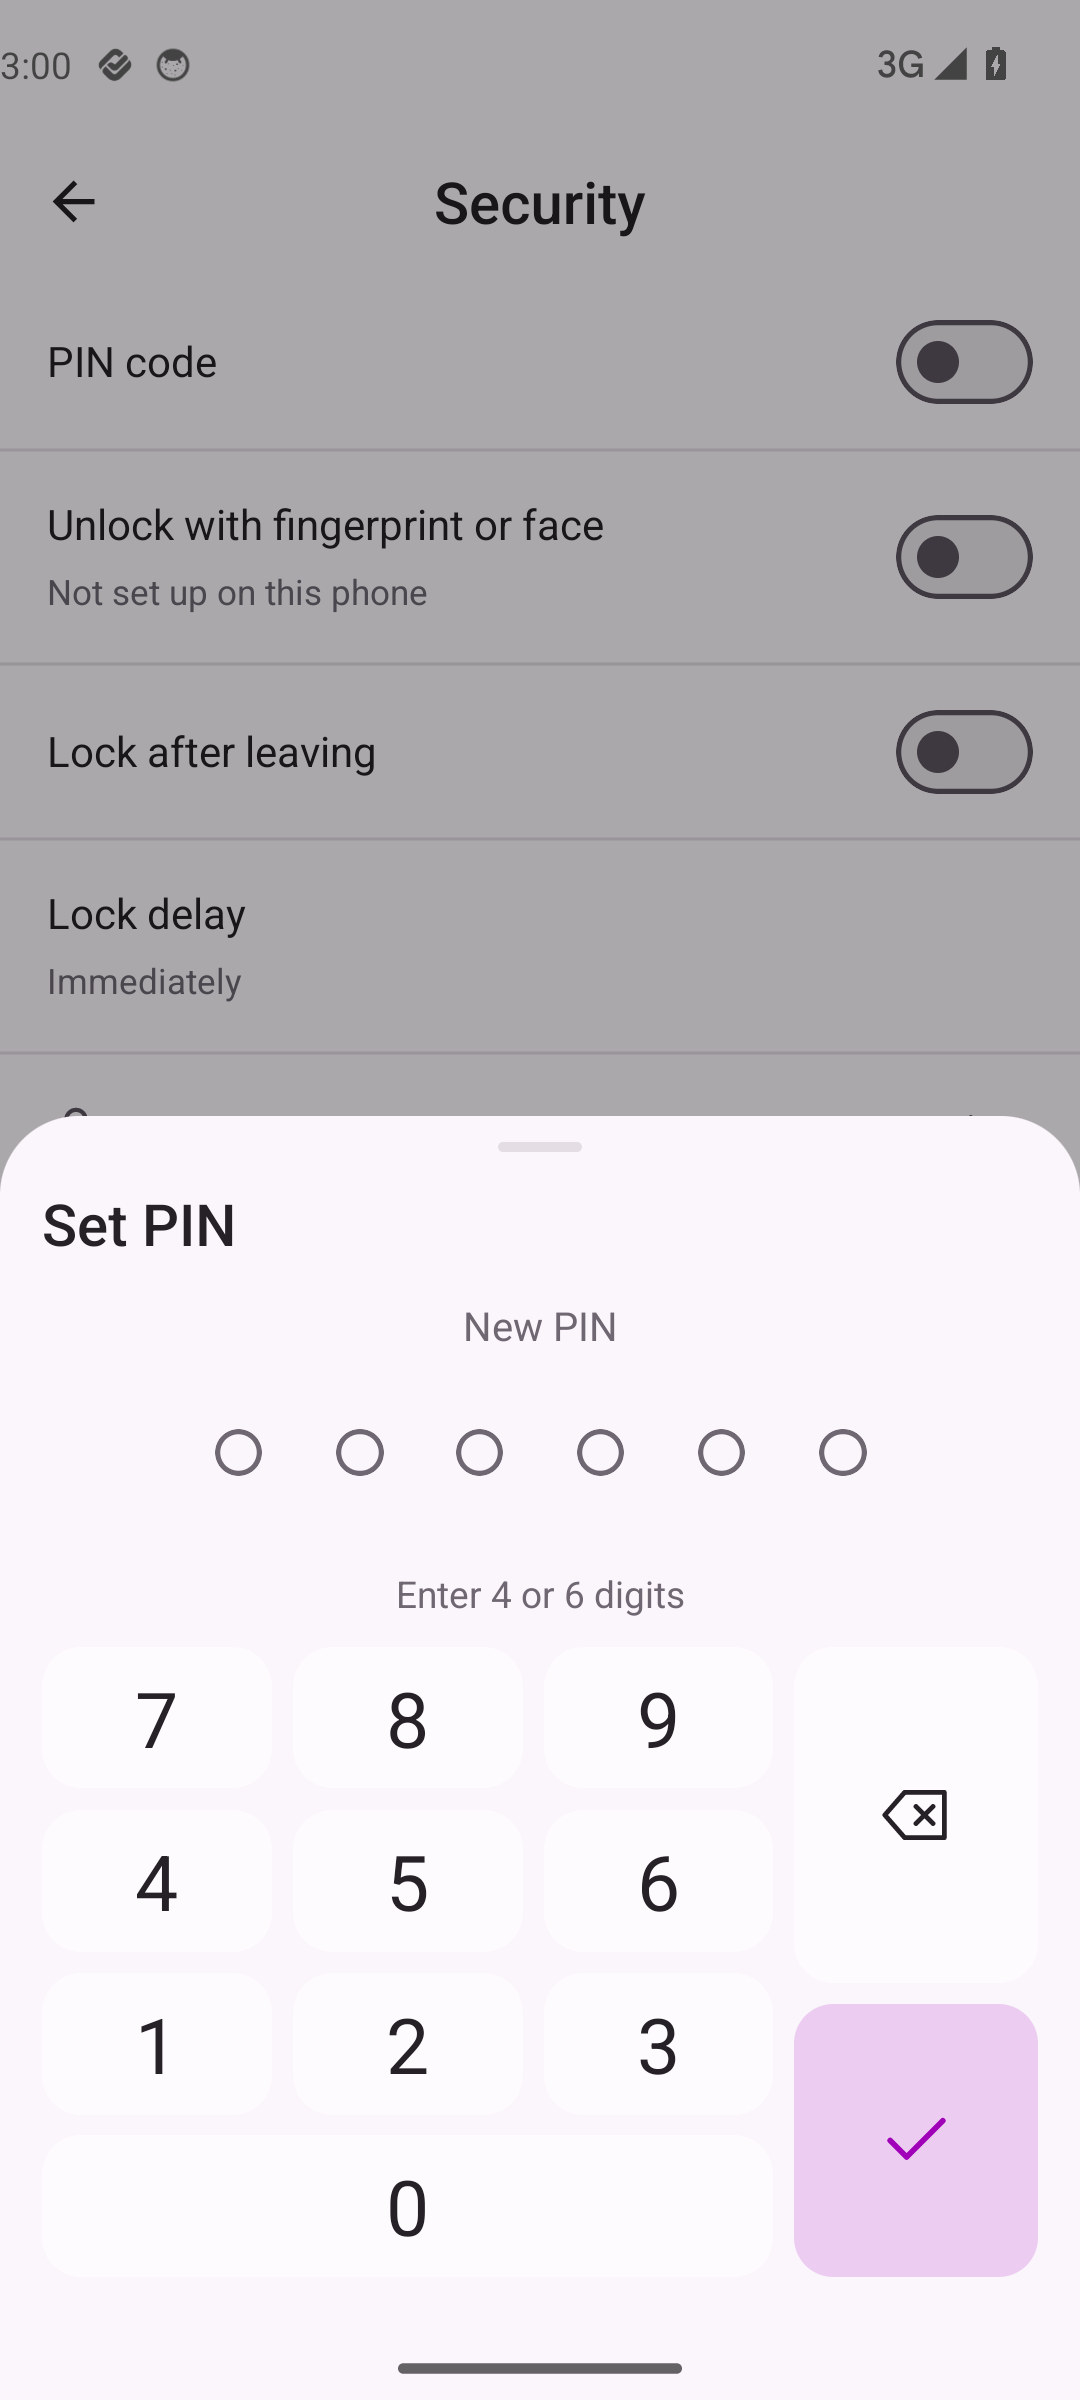 3:00
3G
Security
PIN code
Unlock with fingerprint or face
Not set up on this phone
Lock after leaving
Lock delay
Immediately
Set PIN
New PIN
Enter 4 or 6 digits
7 8 9
4 5 6
1 2 3
0